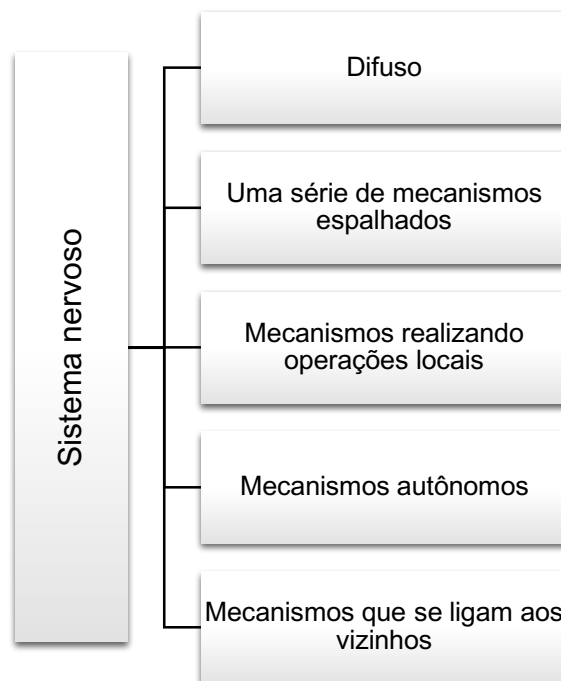 Sistema nervoso
Difuso
Uma série de mecanismos
espalhados
Mecanismos realizando
operações locais
Mecanismos autônomos
Mecanismos que se ligam aos
vizinhos